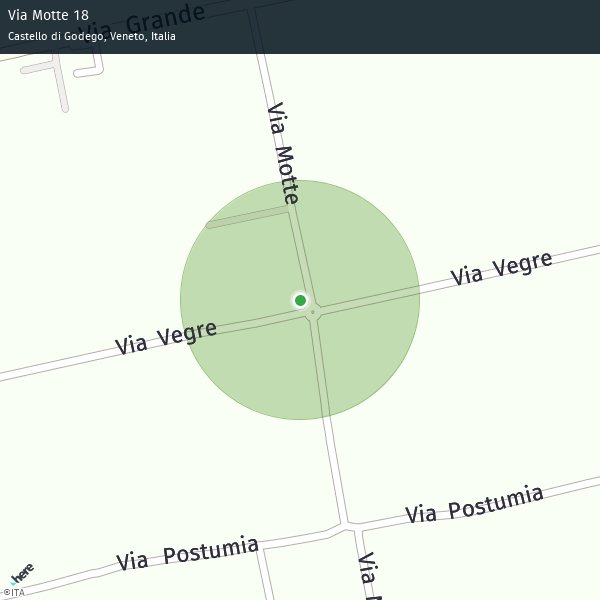 Via Motte 18
Castello di Godego, Veneto, Italia
Via Grande
Via Motte
Via Vegre
Via Vegre
Via Postumia
Via Postumia
Via
here
©ITA